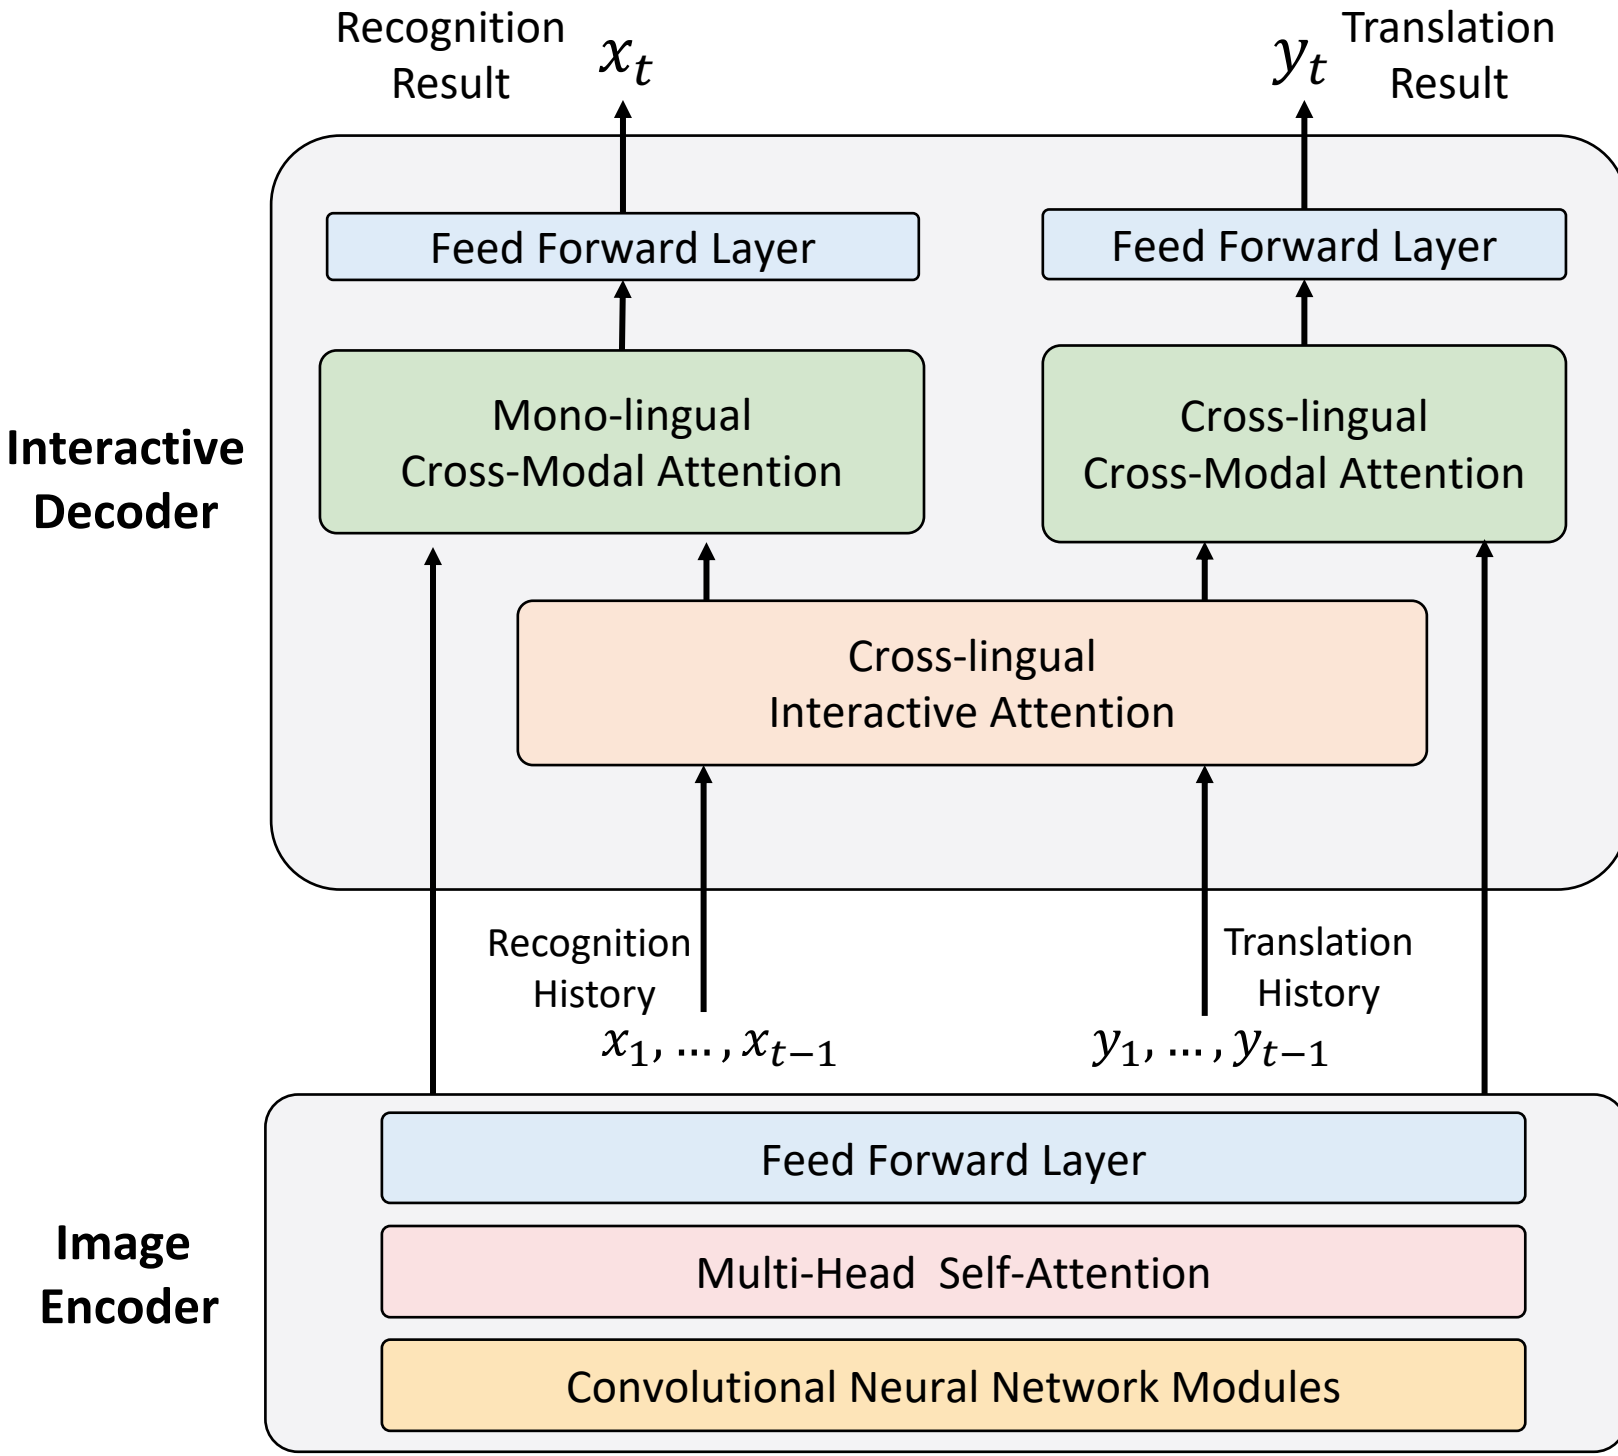 Recognition
Result
x_t
y_t
Translation
Result
Feed Forward Layer
Feed Forward Layer
Mono-lingual
Cross-Modal Attention
Cross-lingual
Cross-Modal Attention
Interactive
Decoder
Cross-lingual
Interactive Attention
Recognition
History
x_1, … , x_{t−1}
Translation
History
y_1, … , y_{t−1}
Image
Encoder
Feed Forward Layer
Multi-Head Self-Attention
Convolutional Neural Network Modules